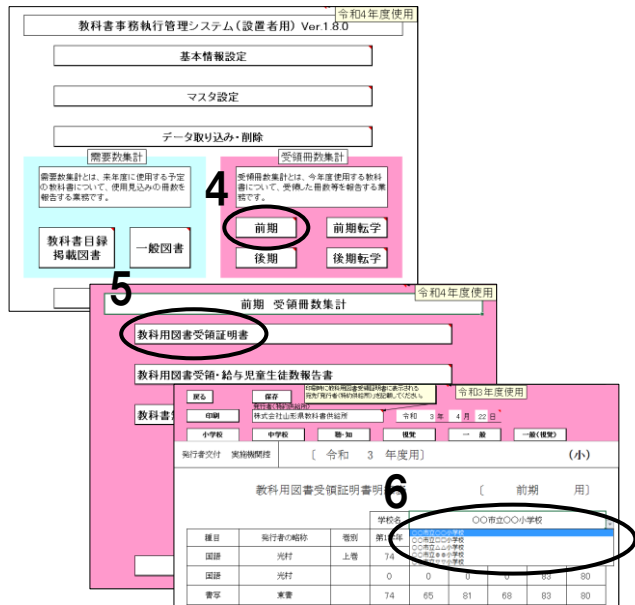 令和4年度使用
教科書事務執行管理システム(設置者用) Ver.1.8.0
基本情報設定
マスタ設定
データ取り込み・削除
需要数集計
需要数集計とは、来年度に使用する予定
の教科書について、使用見込みの冊数を
報告する業務です。
教科書目録
掲載図書
一般図書
受領冊数集計
受領冊数集計とは、今年度使用する教科
書について、受領した冊数等を報告する業
務です。
4
前期
前期転学
後期
後期転学
5
令和4年度使用
前期 受領冊数集計
教科用図書受領証明書
教科用図書受領・給与児童生徒数報告書
教科書
戻る
保存
令和3年度使用
印刷
株式会社山形県教科書供給所
令和 3 年 4 月 22 日
小学校
中学校
聴・知
視覚
一 般
一般(視覚)
発行者交付 実施機関控
〔 令和 3 年度用〕
(小)
教科用図書受領証明書
〔 前期 用〕
6
学校名
〇〇市立〇〇小学校
〇〇市立〇〇小学校
種目 発行者の略称 巻別 第1学年
国語 光村 上巻 74
国語 光村 0 0 0 0 83 80
書写 東書 74 65 81 68 83 80